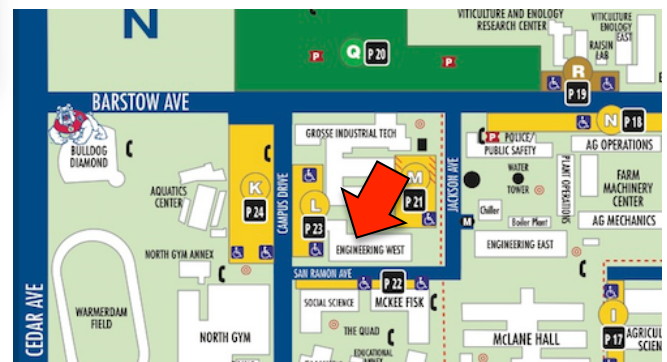 N
VITICULTURE AND ENOLOGY
RESEARCH CENTER
VITICULTURE
ENOLOGY
EAST
RAISIN
LAB
P
Q
P 20
P
R
P 19
BARSTOW AVE
N
P 18
BULLDOG
DIAMOND
GROSSE INDUSTRIAL TECH
P
POLICE/
PUBLIC SAFETY
AG OPERATIONS
AQUATICS
CENTER
K
P 24
CAMPUS DRIVE
L
P 23
M
P 21
JACKSON AVE
WATER
TOWER
PLANT OPERATIONS
FARM
MACHINERY
CENTER
Chiller
Boiler Plant
AG MECHANICS
M
ENGINEERING WEST
ENGINEERING EAST
NORTH GYM ANNEX
SAN RAMON AVE
P 22
CEDAR AVE
WARMERDAM
FIELD
NORTH GYM
SOCIAL SCIENCE
MCKEE FISK
THE QUAD
MCLANE HALL
I
P 17
EDUCATIONAL